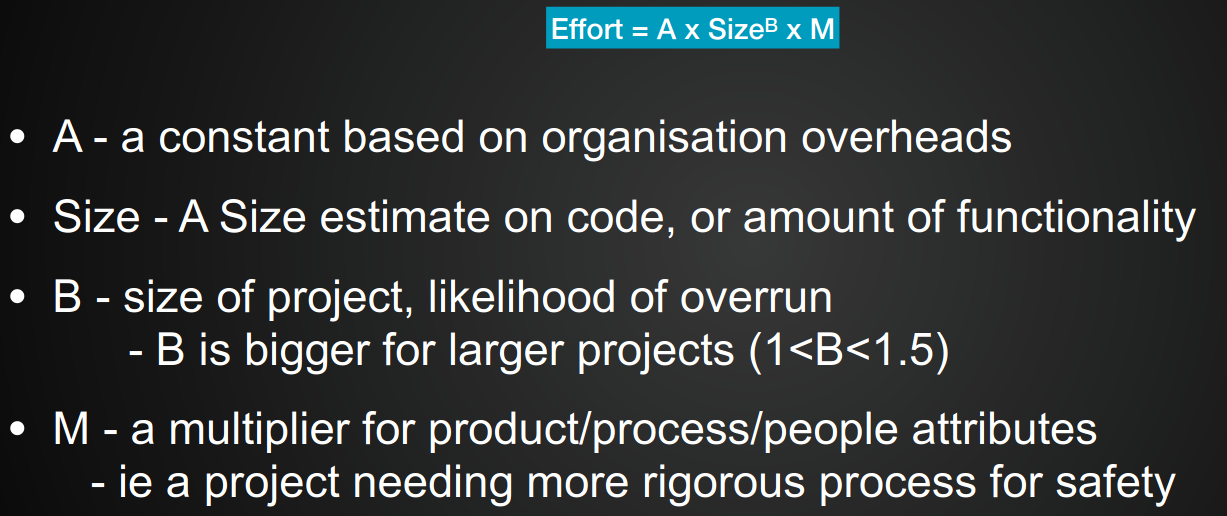 Effort = A x Sizeᴮ x M
• A - a constant based on organisation overheads
• Size - A Size estimate on code, or amount of functionality
• B - size of project, likelihood of overrun
- B is bigger for larger projects (1<B<1.5)
• M - a multiplier for product/process/people attributes
- ie a project needing more rigorous process for safety